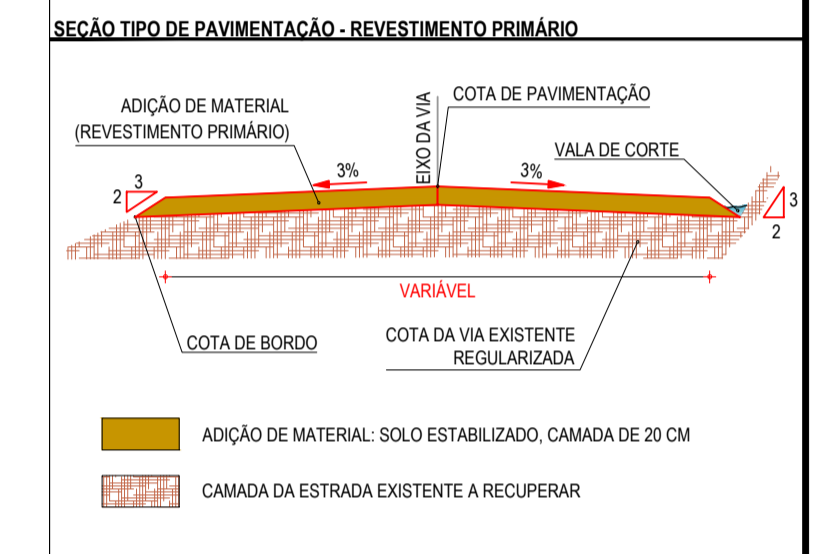 SEÇÃO TIPO DE PAVIMENTAÇÃO - REVESTIMENTO PRIMÁRIO
ADIÇÃO DE MATERIAL
(REVESTIMENTO PRIMÁRIO)
EIXO DA VIA
COTA DE PAVIMENTAÇÃO
VALA DE CORTE
3%
3%
3
2
3
2
VARIÁVEL
COTA DE BORDO
COTA DA VIA EXISTENTE
REGULARIZADA
ADIÇÃO DE MATERIAL: SOLO ESTABILIZADO, CAMADA DE 20 CM
CAMADA DA ESTRADA EXISTENTE A RECUPERAR